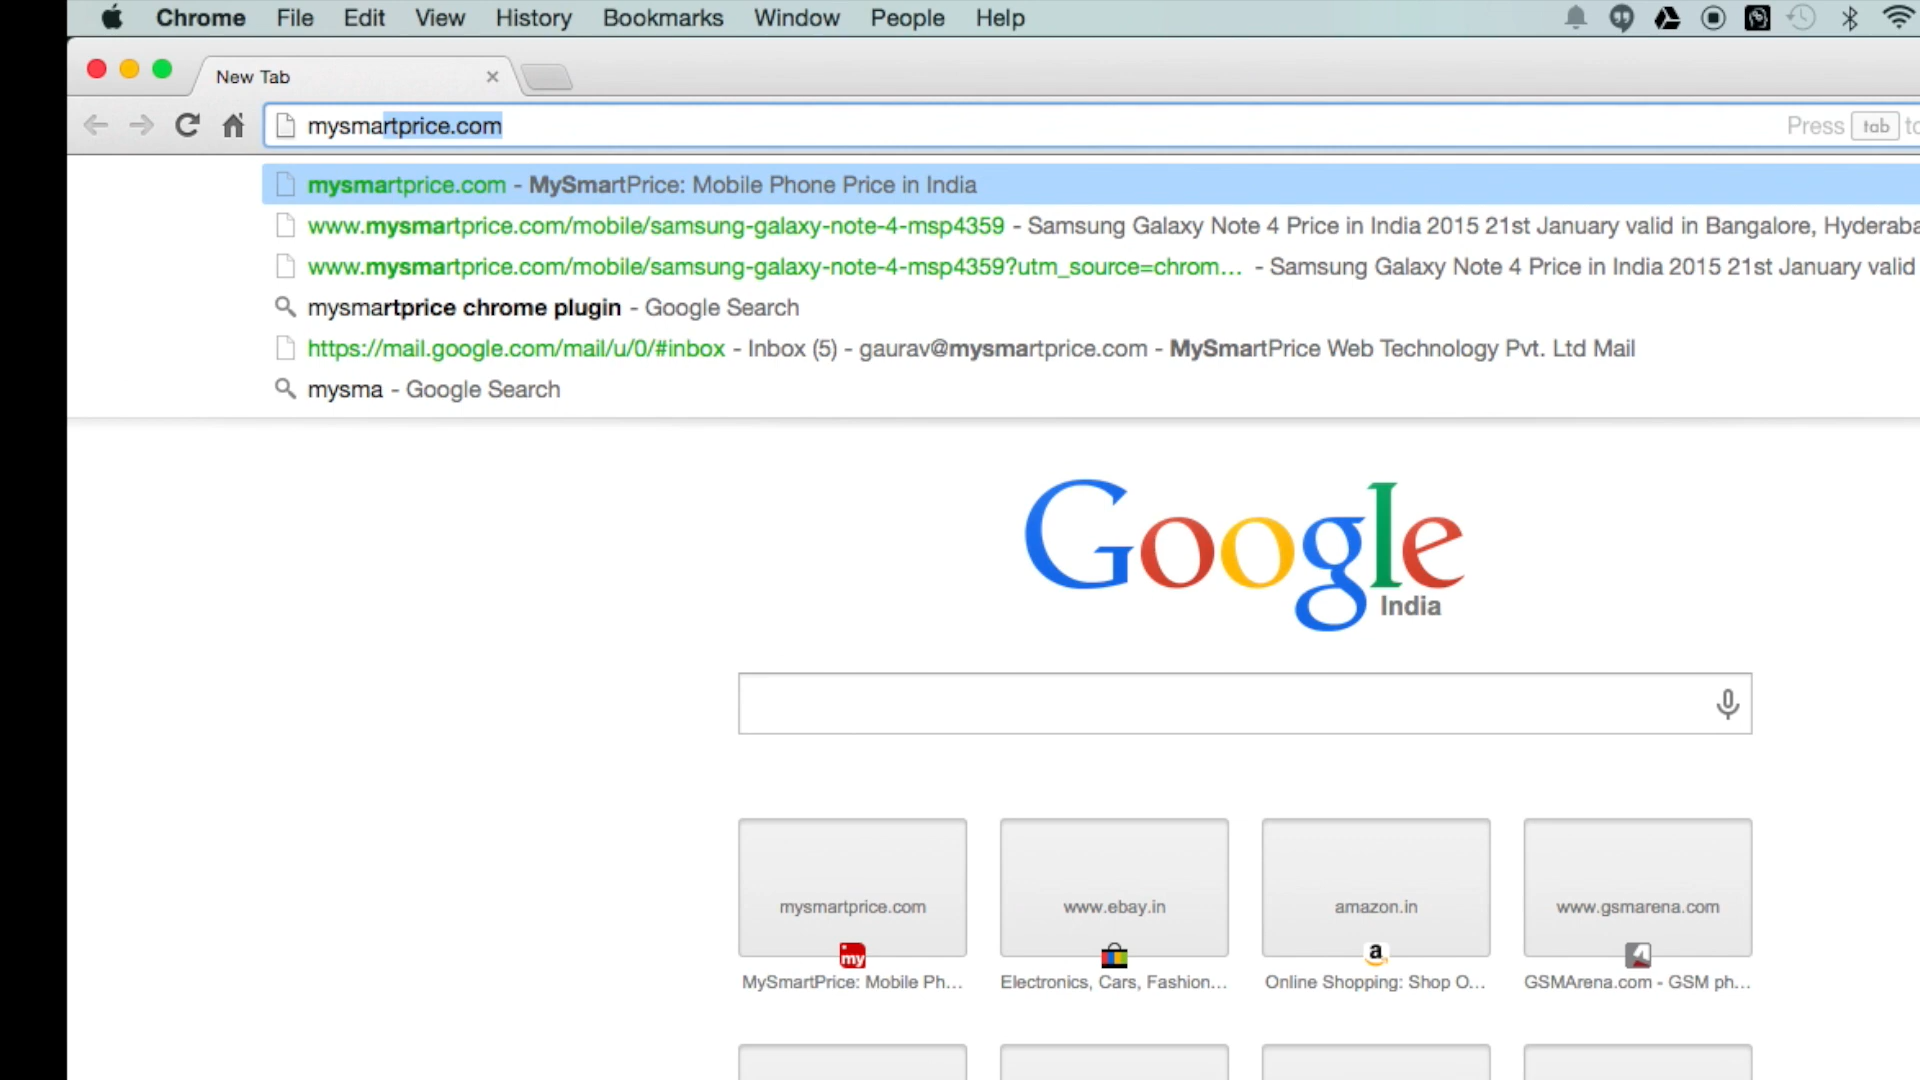 Chrome File Edit View History Bookmarks Window People Help
New Tab
mysmartprice.com Press tab to
mysmartprice.com - MySmartPrice: Mobile Phone Price in India
www.mysmartprice.com/mobile/samsung-galaxy-note-4-msp4359 - Samsung Galaxy Note 4 Price in India 2015 21st January valid in Bangalore, Hyderaba
www.mysmartprice.com/mobile/samsung-galaxy-note-4-msp4359?utm_source=chrom... - Samsung Galaxy Note 4 Price in India 2015 21st January valid
mysmartprice chrome plugin - Google Search
https://mail.google.com/mail/u/0/#inbox - Inbox (5) - gaurav@mysmartprice.com - MySmartPrice Web Technology Pvt. Ltd Mail
mysma - Google Search
Google
India
mysmartprice.com www.ebay.in amazon.in www.gsmarena.com
my a
MySmartPrice: Mobile Ph... Electronics, Cars, Fashion... Online Shopping: Shop O... GSMArena.com - GSM ph...